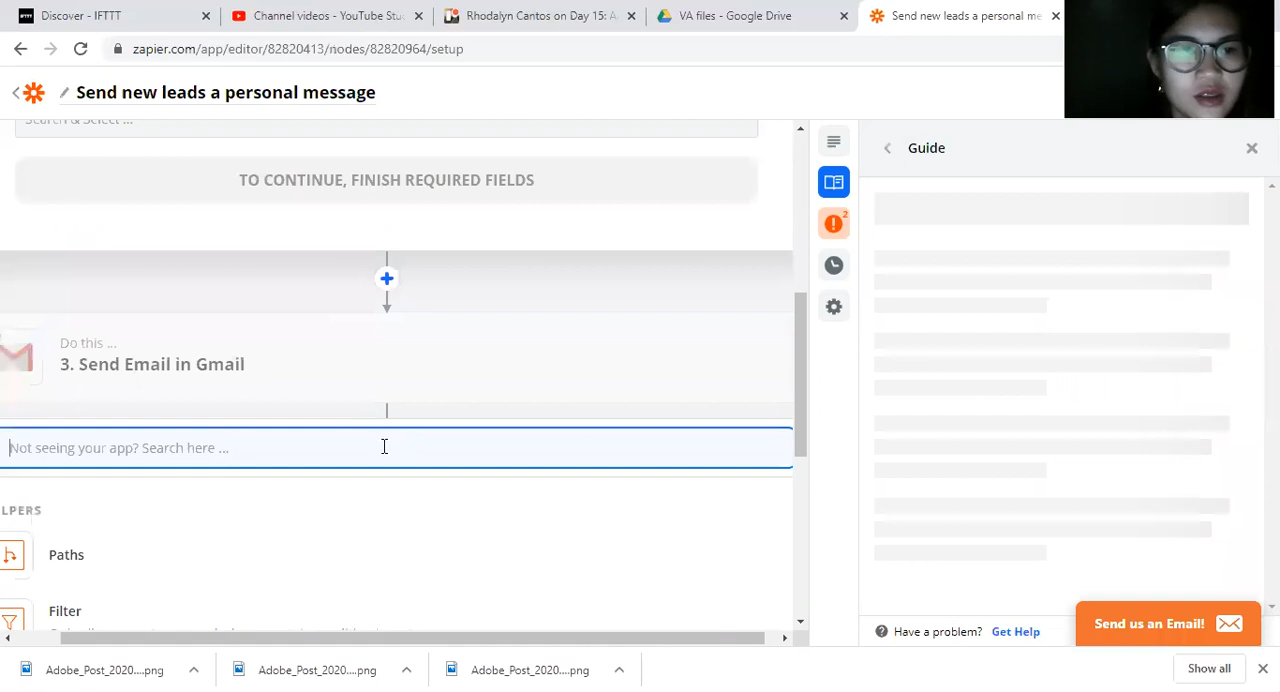 Discover - IFTTT
Channel videos - YouTube Stu
Rhodalyn Cantos on Day 15: A
VA files - Google Drive
Send new leads a personal me
zapier.com/app/editor/82820413/nodes/82820964/setup
Send new leads a personal message
Search & Select ...
TO CONTINUE, FINISH REQUIRED FIELDS
Guide
2
Do this ...
3. Send Email in Gmail
Not seeing your app? Search here ...
LPERS
Paths
Filter
Send us an Email!
Have a problem? Get Help
Adobe_Post_2020....png
Adobe_Post_2020....png
Adobe_Post_2020....png
Show all